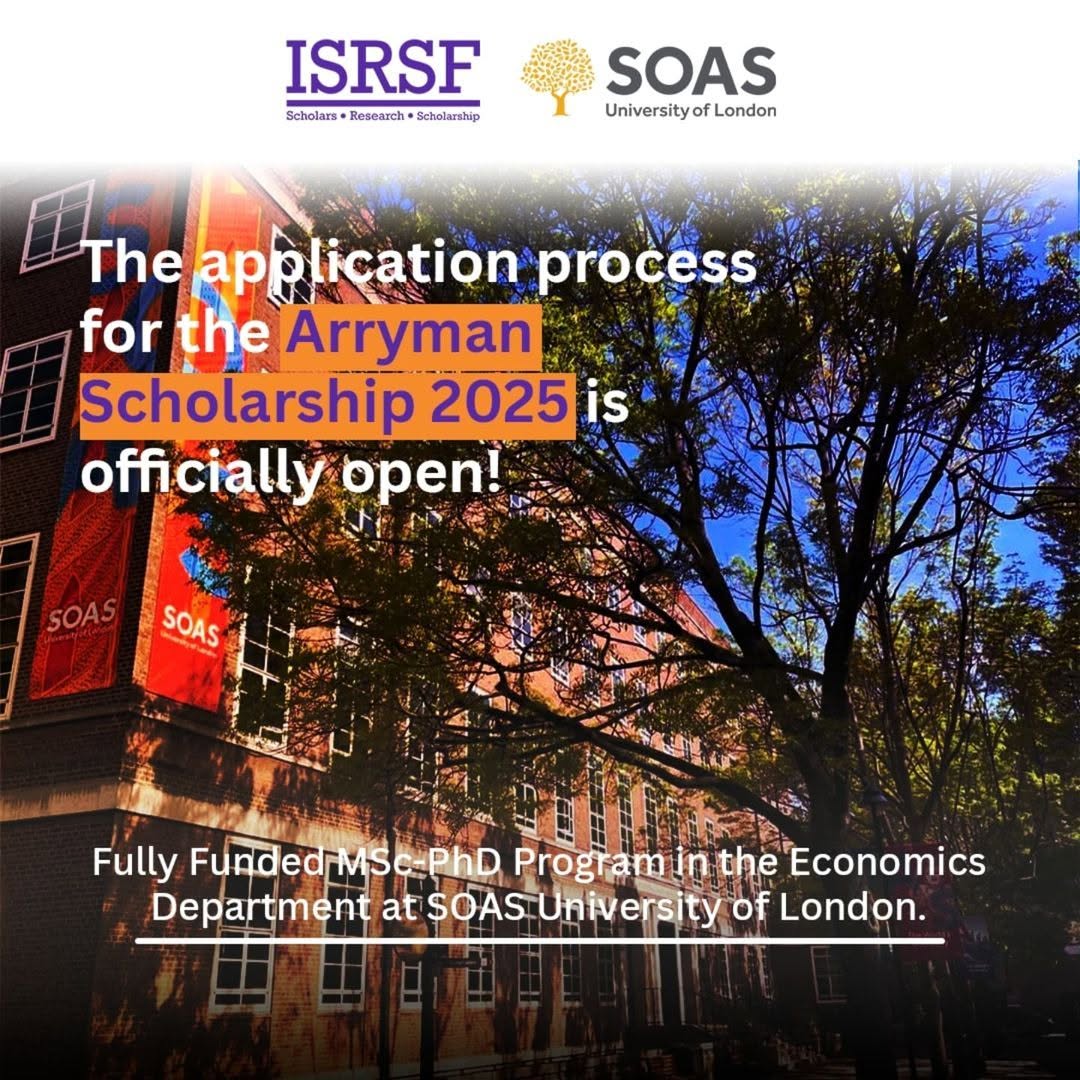 ISRSF
Scholars • Research • Scholarship
SOAS
University of London
The application process
for the Arryman
Scholarship 2025 is
officially open!
SOAS
University of London
SOAS
University of London
Fully Funded MSc-PhD Program in the Economics
Department at SOAS University of London.